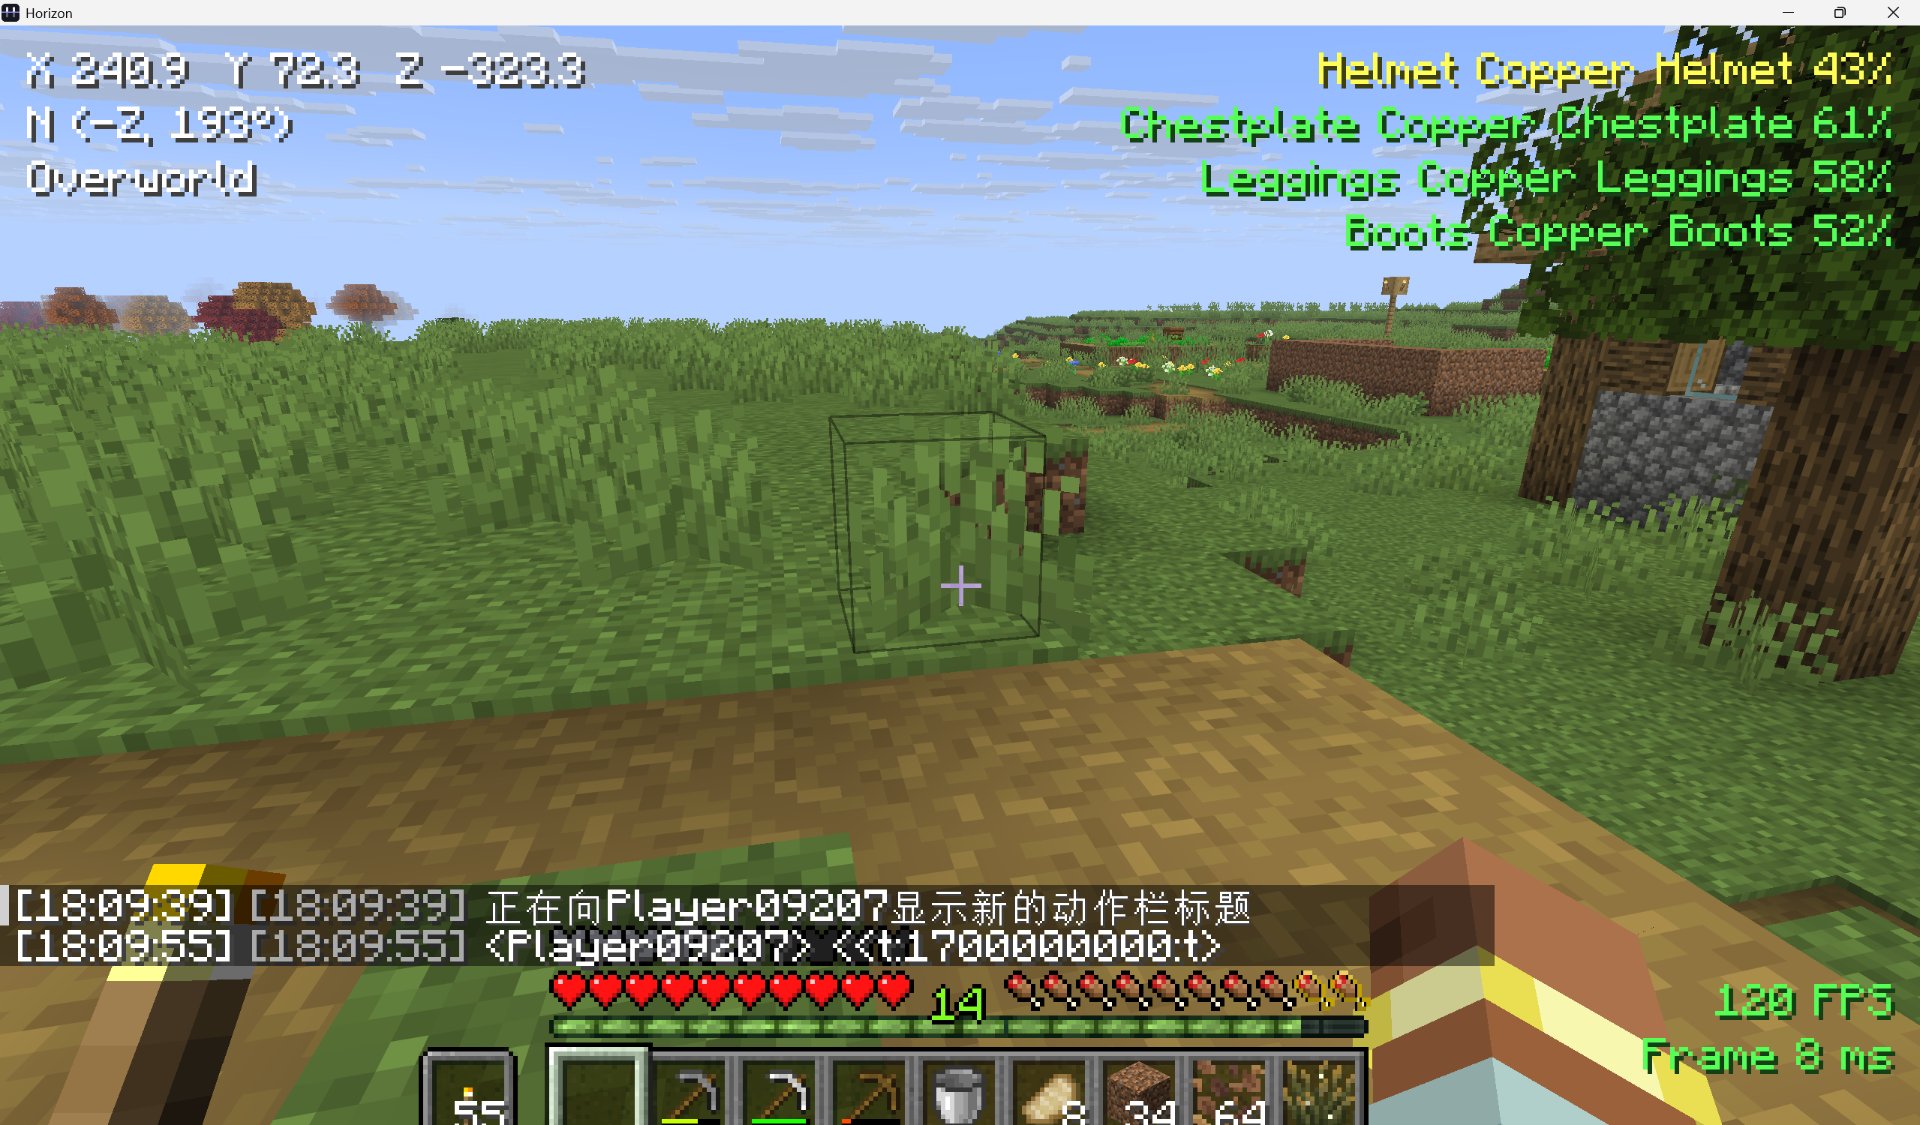 Horizon
X 240.9 Y 72.3 Z -323.3
N (-Z, 193°)
Overworld
Helmet Copper Helmet 43%
Chestplate Copper Chestplate 61%
Leggings Copper Leggings 58%
Boots Copper Boots 52%
[18:09:39] [18:09:39] 正在向Player09207显示新的动作栏标题
[18:09:55] [18:09:55] <Player09207> <<t:1700000000:t>
14
120 FPS
Frame 8 ms
55
8
34
64